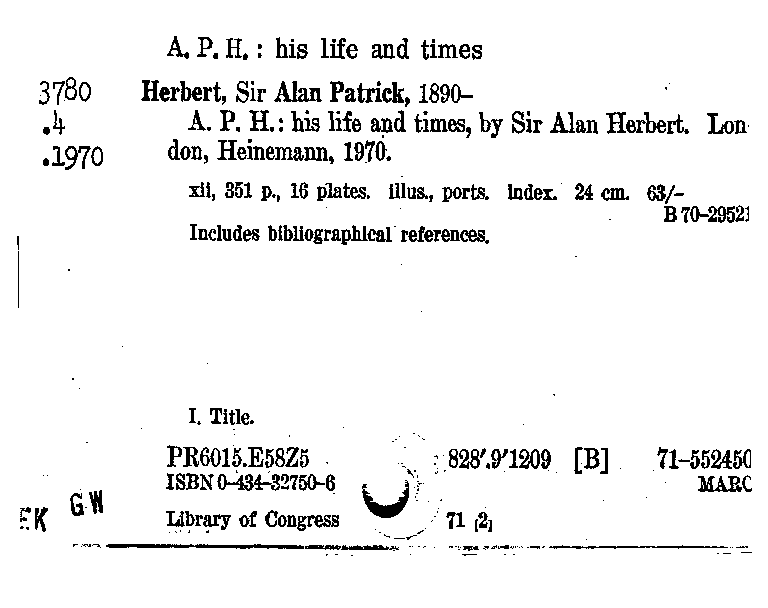 A. P. H. : his life and times
3780 Herbert, Sir Alan Patrick, 1890–
.4 A. P. H.: his life and times, by Sir Alan Herbert. Lon
.1970 don, Heinemann, 1970.
xii, 351 p., 16 plates. illus., ports. index. 24 cm. 63/–
B 70–29521
Includes bibliographical references.
I. Title.
PR6015.E58Z5 828'.9'1209 [B] 71–552450
ISBN 0–434–32750–6 MARC
EK GW
Library of Congress 71 [2]